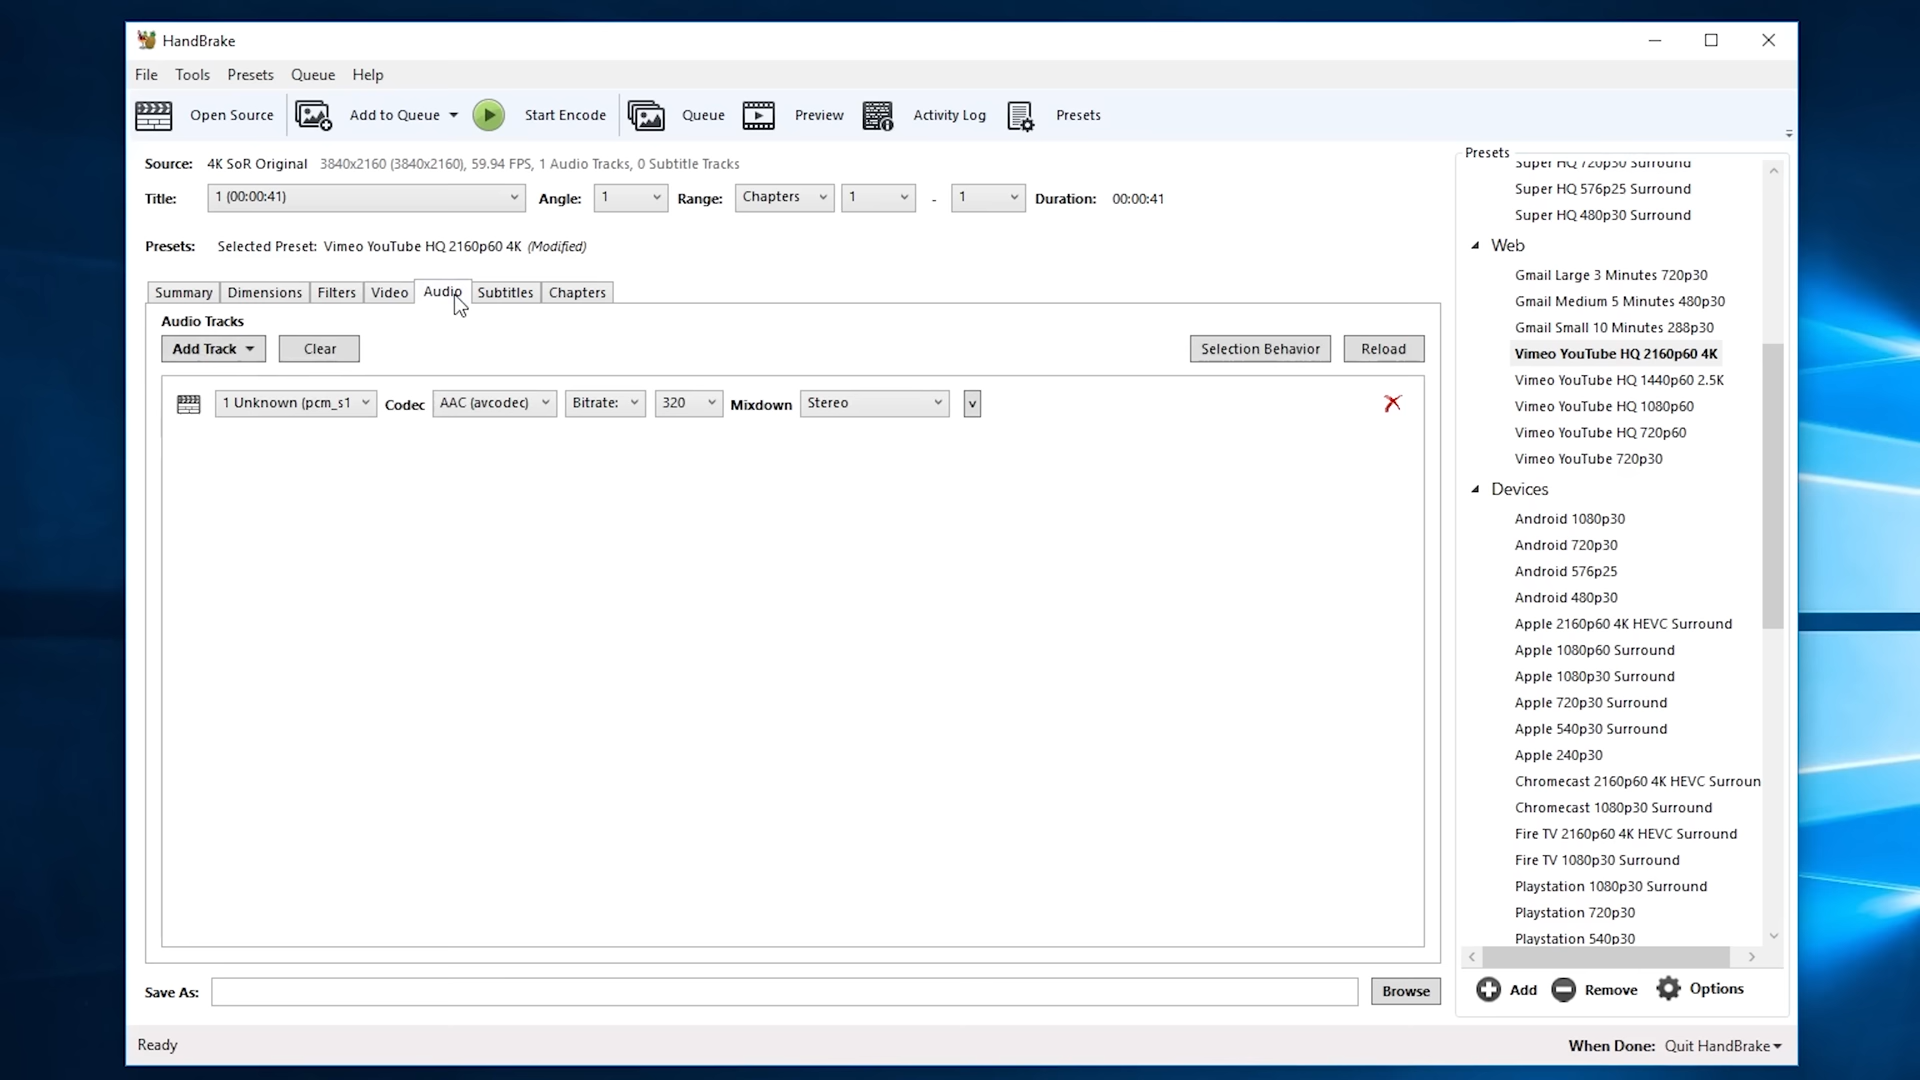 HandBrake
File Tools Presets Queue Help
Open Source Add to Queue Start Encode Queue Preview Activity Log Presets
Source: 4K SoR Original 3840x2160 (3840x2160), 59.94 FPS, 1 Audio Tracks, 0 Subtitle Tracks
Title: 1 (00:00:41) Angle: 1 Range: Chapters 1 - 1 Duration: 00:00:41
Presets: Selected Preset: Vimeo YouTube HQ 2160p60 4K (Modified)
Summary Dimensions Filters Video Audio Subtitles Chapters
Audio Tracks
Add Track Clear Selection Behavior Reload
1 Unknown (pcm_s1 Codec AAC (avcodec) Bitrate: 320 Mixdown Stereo v
Save As: Browse
Presets
Super HQ 720p30 Surround
Super HQ 576p25 Surround
Super HQ 480p30 Surround
Web
Gmail Large 3 Minutes 720p30
Gmail Medium 5 Minutes 480p30
Gmail Small 10 Minutes 288p30
Vimeo YouTube HQ 2160p60 4K
Vimeo YouTube HQ 1440p60 2.5K
Vimeo YouTube HQ 1080p60
Vimeo YouTube HQ 720p60
Vimeo YouTube 720p30
Devices
Android 1080p30
Android 720p30
Android 576p25
Android 480p30
Apple 2160p60 4K HEVC Surround
Apple 1080p60 Surround
Apple 1080p30 Surround
Apple 720p30 Surround
Apple 540p30 Surround
Apple 240p30
Chromecast 2160p60 4K HEVC Surroun
Chromecast 1080p30 Surround
Fire TV 2160p60 4K HEVC Surround
Fire TV 1080p30 Surround
Playstation 1080p30 Surround
Playstation 720p30
Playstation 540p30
Add Remove Options
Ready When Done: Quit HandBrake